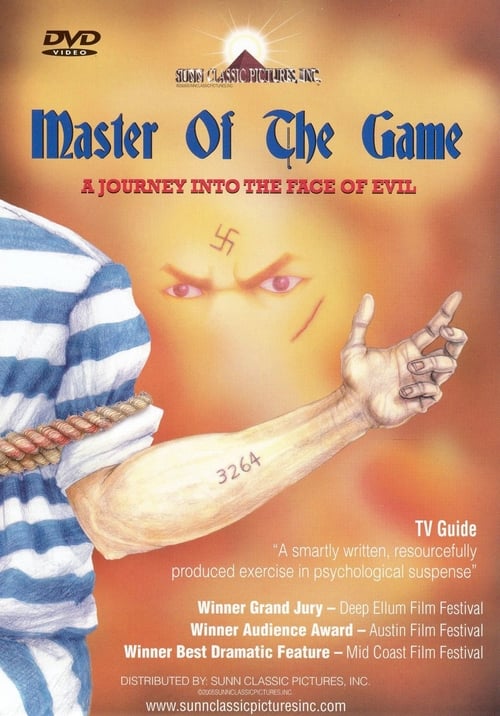 DVD
VIDEO
SUNN CLASSIC PICTURES, INC.
©2005SUNNCLASSICPICTURESINC.
Master Of The Game
A JOURNEY INTO THE FACE OF EVIL
3264
TV Guide
“A smartly written, resourcefully
produced exercise in psychological suspense”
Winner Grand Jury – Deep Ellum Film Festival
Winner Audience Award – Austin Film Festival
Winner Best Dramatic Feature – Mid Coast Film Festival
DISTRIBUTED BY: SUNN CLASSIC PICTURES, INC.
©2005SUNNCLASSICPICTURES,INC.
www.sunnclassicpicturesinc.com